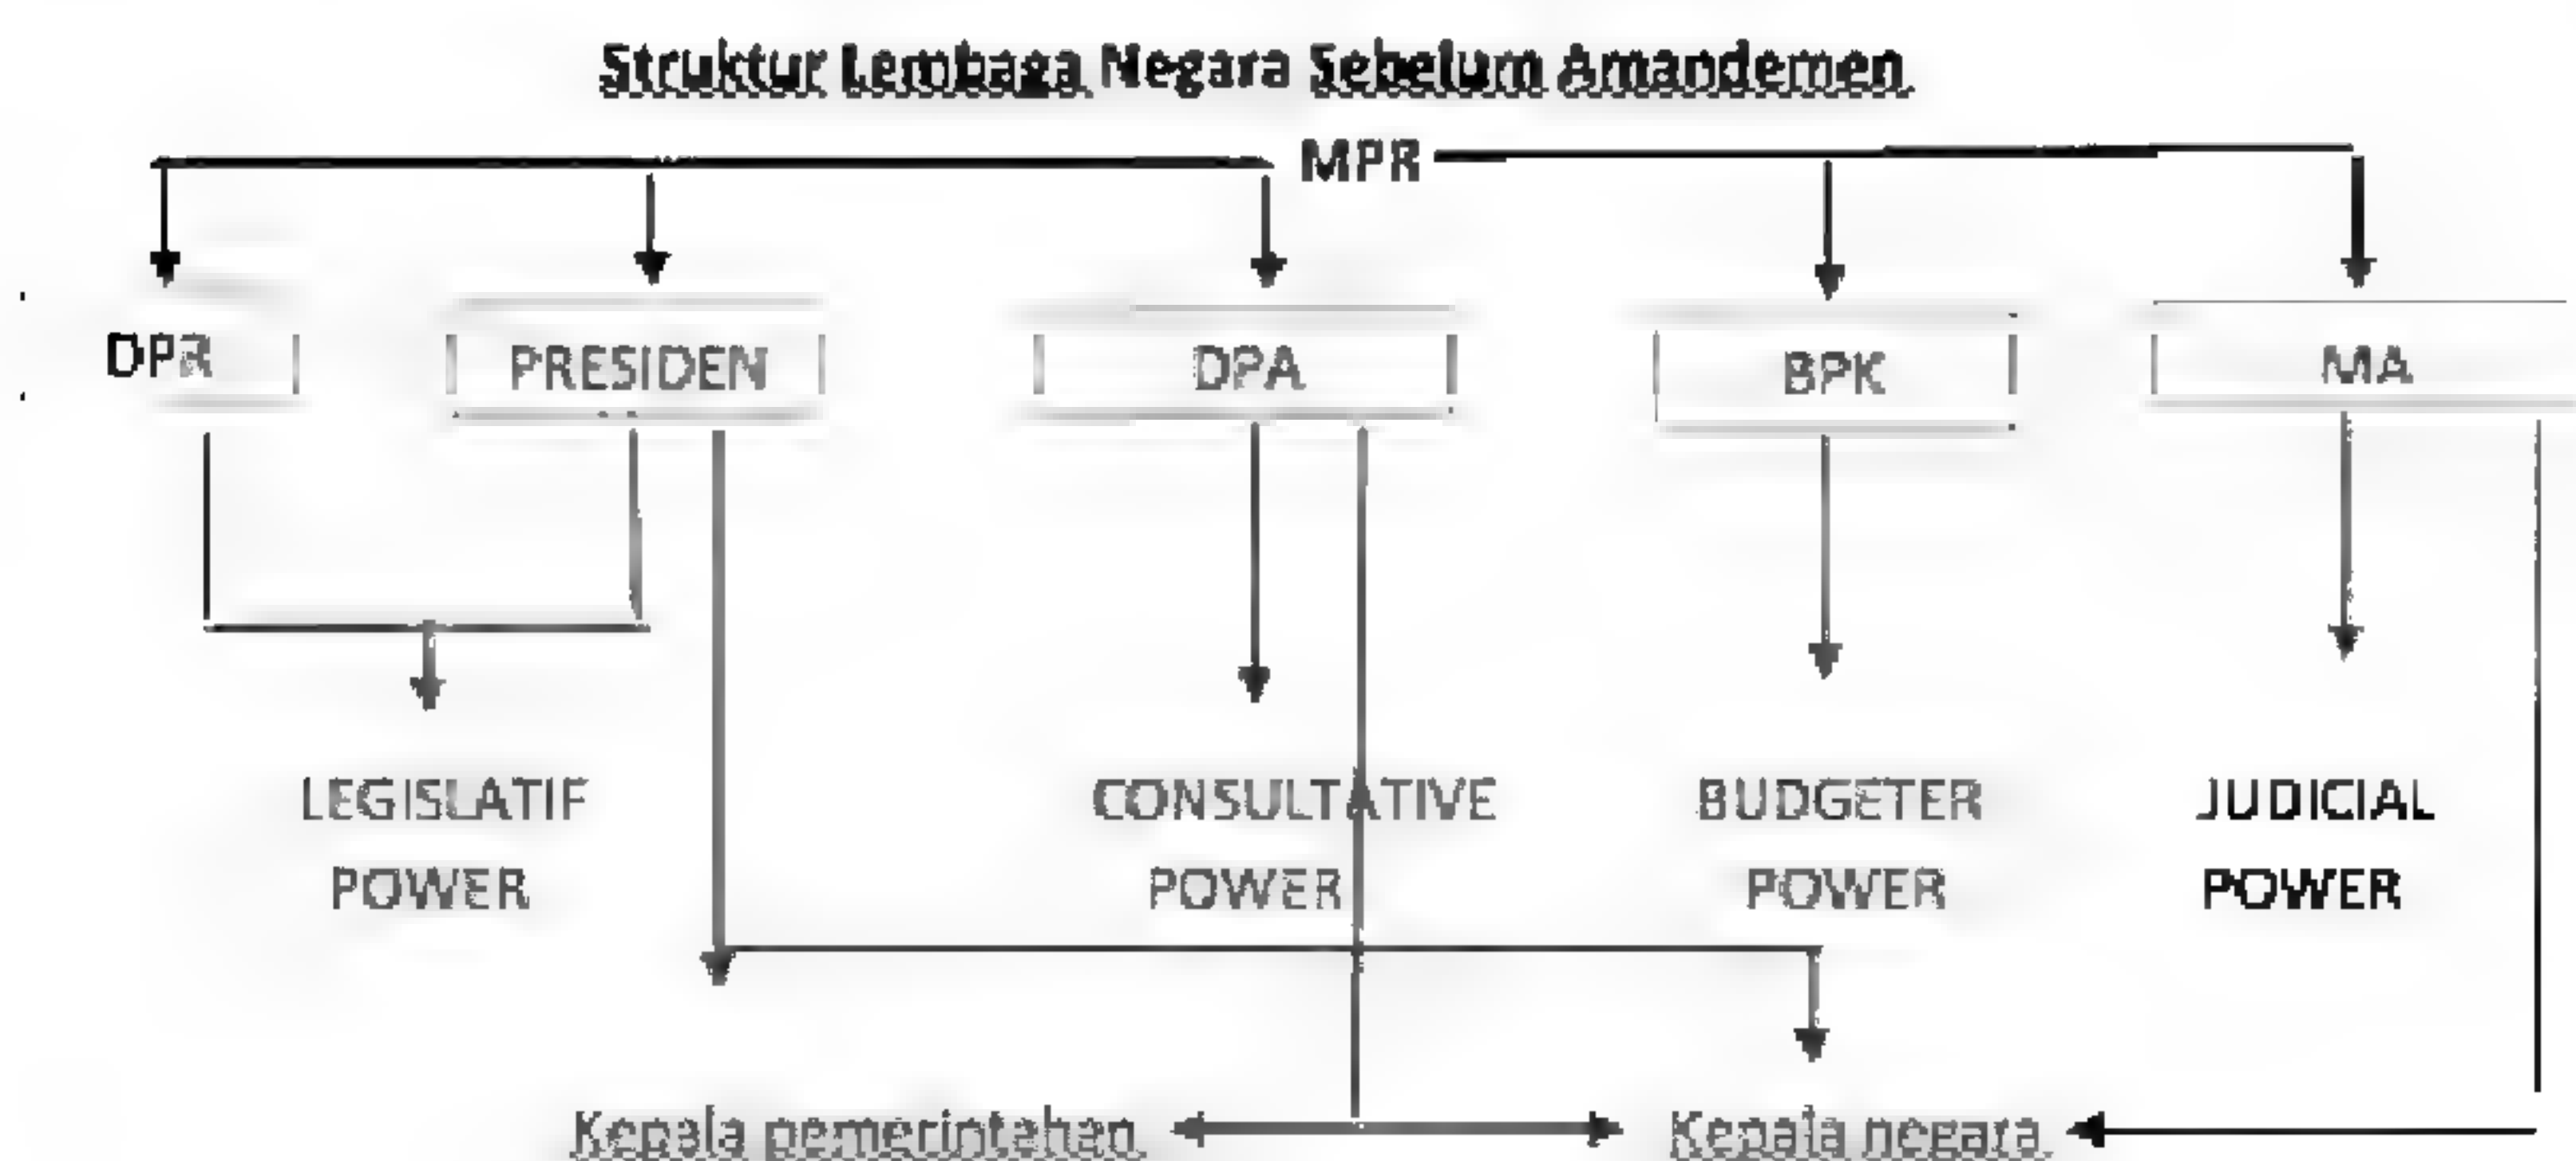 Struktur Lembaga Negara Sebelum Amandemen
MPR
DPR
PRESIDEN
DPA
BPK
MA
LEGISLATIF
POWER
CONSULTATIVE
POWER
BUDGETER
POWER
JUDICIAL
POWER
Kepala pemerintahan
Kepala negara